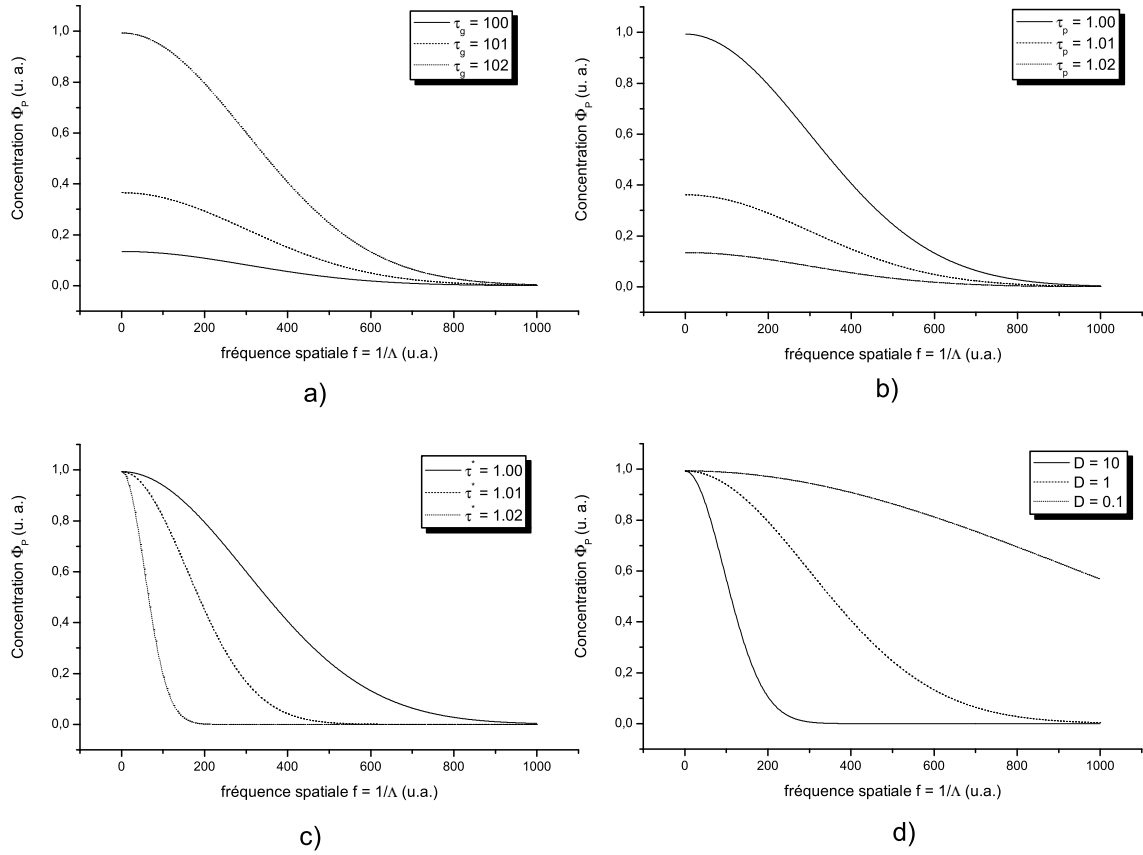 1,0
0,8
0,6
0,4
0,2
0,0
Concentration ΦP (u. a.)
τg = 100
τg = 101
τg = 102
0 200 400 600 800 1000
fréquence spatiale f = 1/Λ (u.a.)
a)
1,0
0,8
0,6
0,4
0,2
0,0
Concentration ΦP (u. a.)
τp = 1.00
τp = 1.01
τp = 1.02
0 200 400 600 800 1000
fréquence spatiale f = 1/Λ (u.a.)
b)
1,0
0,8
0,6
0,4
0,2
0,0
Concentration ΦP (u. a.)
τ* = 1.00
τ* = 1.01
τ* = 1.02
0 200 400 600 800 1000
fréquence spatiale f = 1/Λ (u.a.)
c)
1,0
0,8
0,6
0,4
0,2
0,0
Concentration ΦP (u. a.)
D = 10
D = 1
D = 0.1
0 200 400 600 800 1000
fréquence spatiale f = 1/Λ (u.a.)
d)